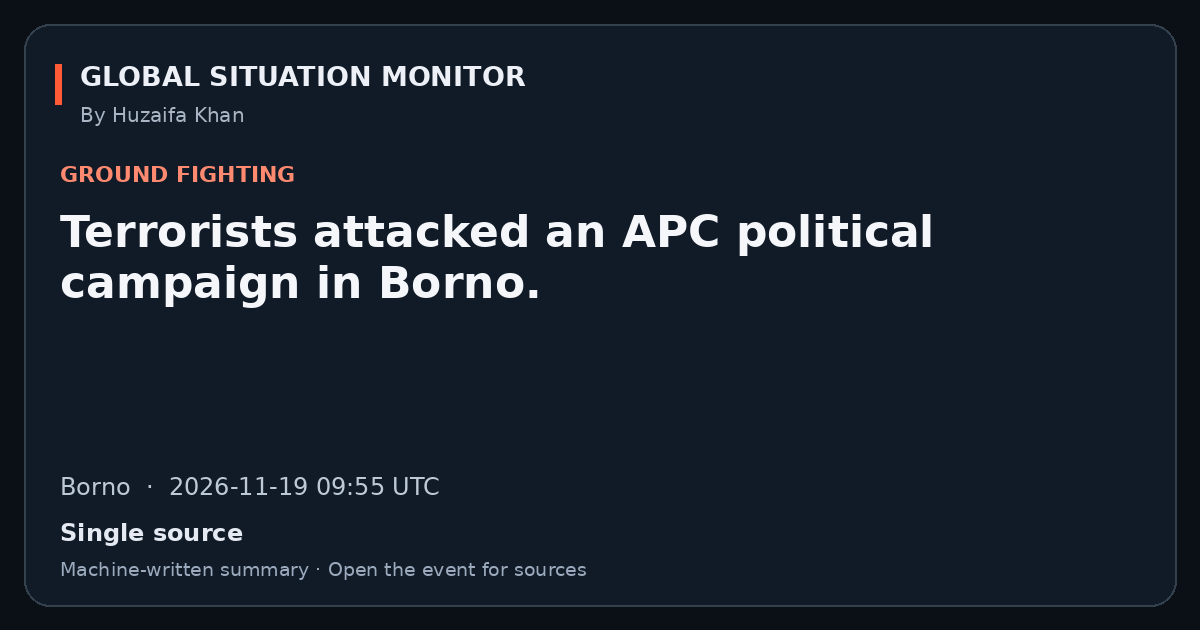 GLOBAL SITUATION MONITOR
By Huzaifa Khan
GROUND FIGHTING
Terrorists attacked an APC political
campaign in Borno.
Borno · 2026-11-19 09:55 UTC
Single source
Machine-written summary · Open the event for sources